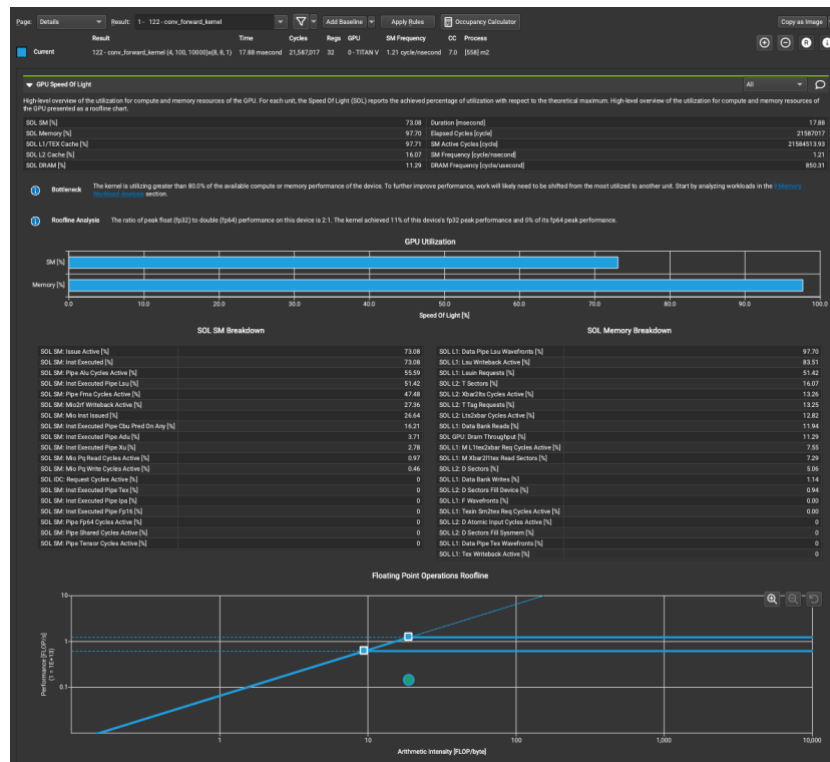 Page: Details Result: 1 - 122 - conv_forward_kernel Add Baseline Apply Rules Occupancy Calculator Copy as Image
Result Time Cycles Regs GPU SM Frequency CC Process
Current 122 - conv_forward_kernel (4, 100, 10000)x(8, 8, 1) 17.88 msecond 21,587,017 32 0 - TITAN V 1.21 cycle/nsecond 7.0 [558] m2
GPU Speed Of Light All
High-level overview of the utilization for compute and memory resources of the GPU. For each unit, the Speed Of Light (SOL) reports the achieved percentage of utilization with respect to the theoretical maximum. High-level overview of the utilization for compute and memory resources of
the GPU presented as a roofline chart.
SOL SM [%] 73.08 Duration [msecond] 17.88
SOL Memory [%] 97.70 Elapsed Cycles [cycle] 21587017
SOL L1/TEX Cache [%] 97.71 SM Active Cycles [cycle] 21584513.93
SOL L2 Cache [%] 16.07 SM Frequency [cycle/nsecond] 1.21
SOL DRAM [%] 11.29 DRAM Frequency [cycle/usecond] 850.31
Bottleneck The kernel is utilizing greater than 80.0% of the available compute or memory performance of the device. To further improve performance, work will likely need to be shifted from the most utilized to another unit. Start by analyzing workloads in the Memory
Workload Analysis section.
Roofline Analysis The ratio of peak float (fp32) to double (fp64) performance on this device is 2:1. The kernel achieved 11% of this device's fp32 peak performance and 0% of its fp64 peak performance.
GPU Utilization
SM [%]
Memory [%]
0.0 10.0 20.0 30.0 40.0 50.0 60.0 70.0 80.0 90.0 100.0
Speed Of Light [%]
SOL SM Breakdown SOL Memory Breakdown
SOL SM: Issue Active [%] 73.08 SOL L1: Data Pipe Lsu Wavefronts [%] 97.70
SOL SM: Inst Executed [%] 73.08 SOL L1: Lsu Writeback Active [%] 83.51
SOL SM: Pipe Alu Cycles Active [%] 55.59 SOL L1: Lsuin Requests [%] 51.42
SOL SM: Inst Executed Pipe Lsu [%] 51.42 SOL L2: T Sectors [%] 16.07
SOL SM: Pipe Fma Cycles Active [%] 47.48 SOL L2: Xbar2lts Cycles Active [%] 13.26
SOL SM: Mio2rf Writeback Active [%] 27.36 SOL L2: T Tag Requests [%] 13.25
SOL SM: Mio Inst Issued [%] 26.64 SOL L2: Lts2xbar Cycles Active [%] 12.82
SOL SM: Inst Executed Pipe Cbu Pred On Any [%] 16.21 SOL L1: Data Bank Reads [%] 11.94
SOL SM: Inst Executed Pipe Adu [%] 3.71 SOL GPU: Dram Throughput [%] 11.29
SOL SM: Inst Executed Pipe Xu [%] 2.78 SOL L1: M L1tex2xbar Req Cycles Active [%] 7.55
SOL SM: Mio Pq Read Cycles Active [%] 0.97 SOL L1: M Xbar2l1tex Read Sectors [%] 7.29
SOL SM: Mio Pq Write Cycles Active [%] 0.46 SOL L2: D Sectors [%] 5.06
SOL IDC: Request Cycles Active [%] 0 SOL L1: Data Bank Writes [%] 1.14
SOL SM: Inst Executed Pipe Tex [%] 0 SOL L2: D Sectors Fill Device [%] 0.94
SOL SM: Inst Executed Pipe Ipa [%] 0 SOL L1: F Wavefronts [%] 0.00
SOL SM: Inst Executed Pipe Fp16 [%] 0 SOL L1: Texin Sm2tex Req Cycles Active [%] 0.00
SOL SM: Pipe Fp64 Cycles Active [%] 0 SOL L2: D Atomic Input Cycles Active [%] 0
SOL SM: Pipe Shared Cycles Active [%] 0 SOL L2: D Sectors Fill Sysmem [%] 0
SOL SM: Pipe Tensor Cycles Active [%] 0 SOL L1: Data Pipe Tex Wavefronts [%] 0
SOL L1: Tex Writeback Active [%] 0
Floating Point Operations Roofline
10
1
0.1
Performance [FLOP/s]
(1 = 1E+13)
1 10 100 1,000 10,000
Arithmetic Intensity [FLOP/byte]